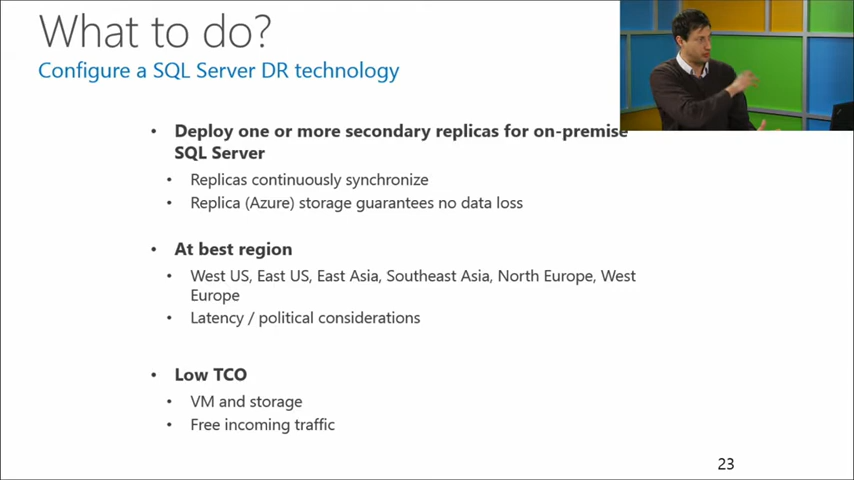 What to do?
Configure a SQL Server DR technology
• Deploy one or more secondary replicas for on-premise
SQL Server
• Replicas continuously synchronize
• Replica (Azure) storage guarantees no data loss
• At best region
• West US, East US, East Asia, Southeast Asia, North Europe, West
Europe
• Latency / political considerations
• Low TCO
• VM and storage
• Free incoming traffic
23